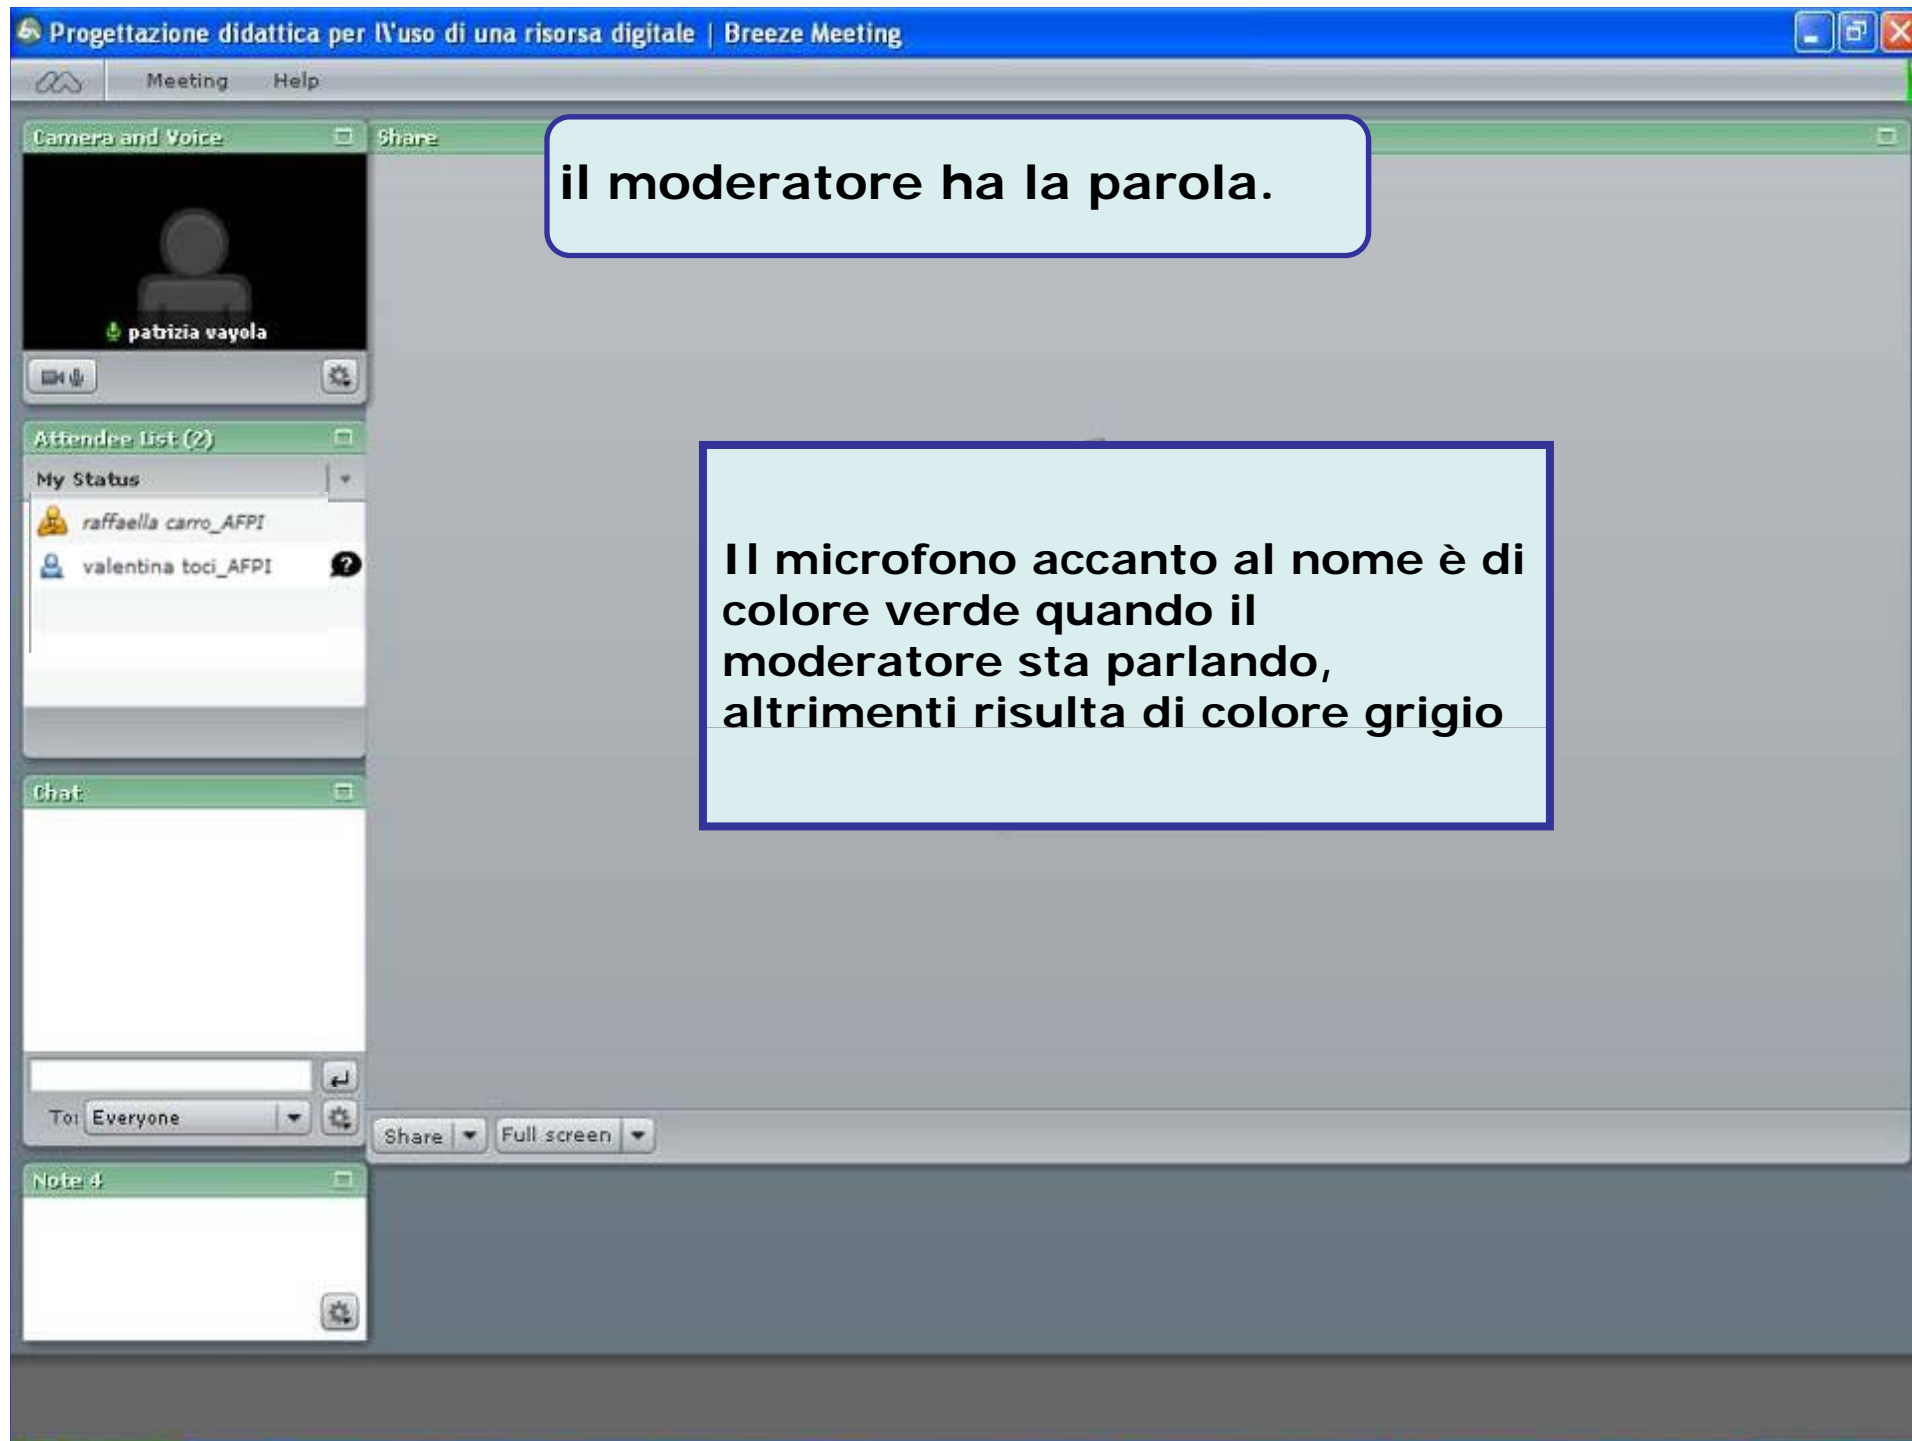 Progettazione didattica per l\'uso di una risorsa digitale | Breeze Meeting
Meeting Help
Camera and Voice
Share
il moderatore ha la parola.
patrizia vayola
Attendee List (2)
My Status
raffaella carro_AFPI
valentina toci_AFPI
Il microfono accanto al nome è di
colore verde quando il
moderatore sta parlando,
altrimenti risulta di colore grigio
Chat
To: Everyone
Share Full screen
Note 4